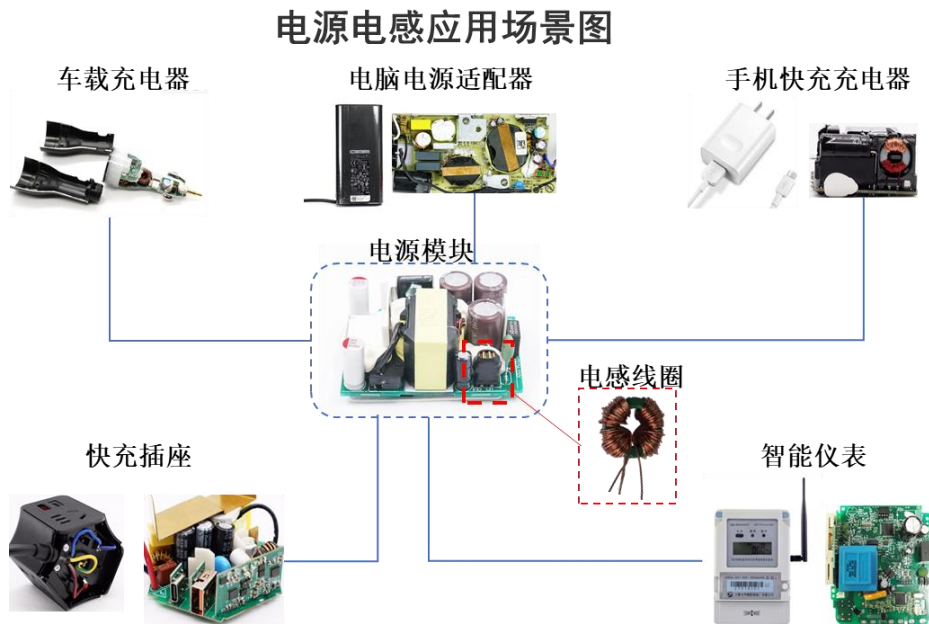 电源电感应用场景图
车载充电器
电脑电源适配器
手机快充充电器
电源模块
电感线圈
快充插座
智能仪表